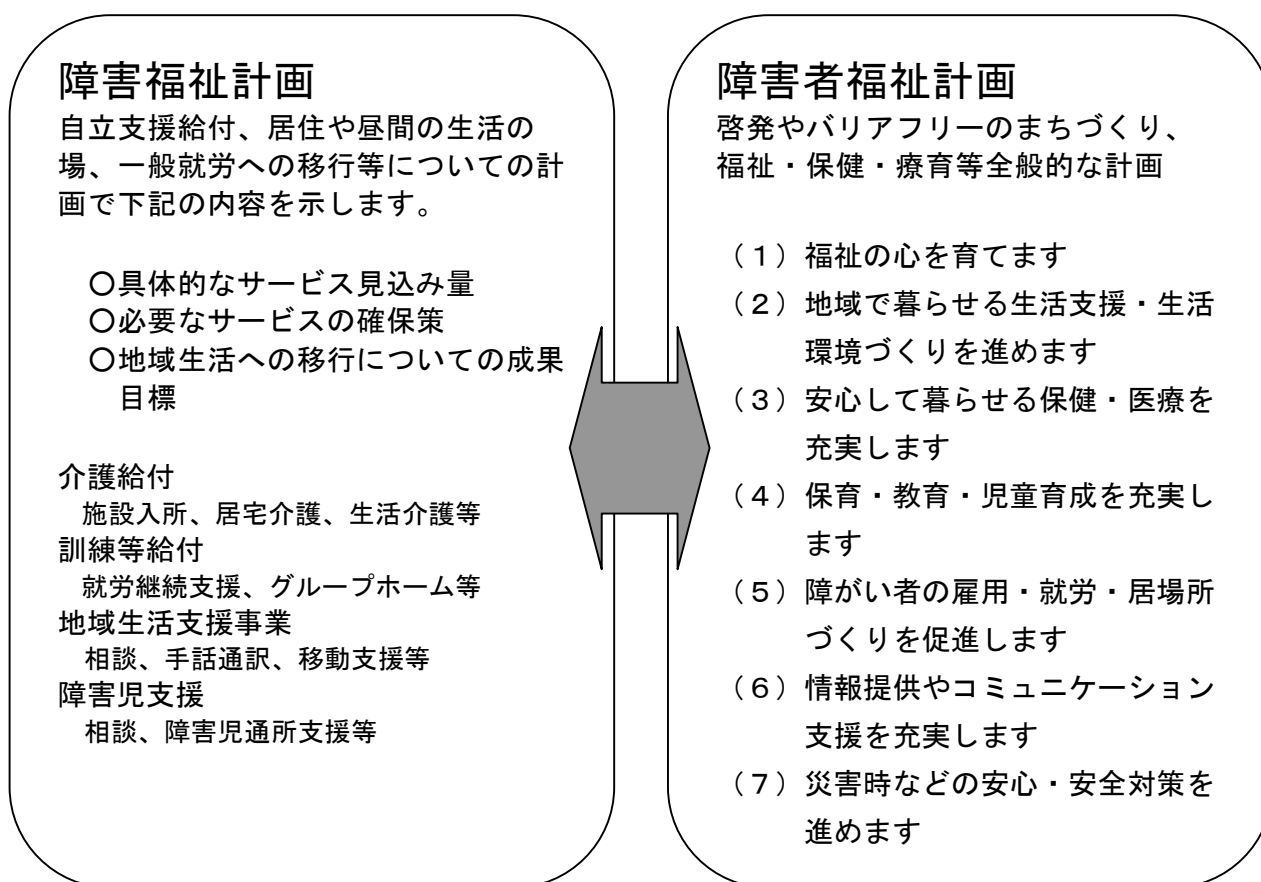 障害福祉計画
自立支援給付、居住や昼間の生活の
場、一般就労への移行等についての計
画で下記の内容を示します。
〇具体的なサービス見込み量
〇必要なサービスの確保策
〇地域生活への移行についての成果
目標
介護給付
施設入所、居宅介護、生活介護等
訓練等給付
就労継続支援、グループホーム等
地域生活支援事業
相談、手話通訳、移動支援等
障害児支援
相談、障害児通所支援等
障害者福祉計画
啓発やバリアフリーのまちづくり、
福祉・保健・療育等全般的な計画
（１）福祉の心を育てます
（２）地域で暮らせる生活支援・生活
環境づくりを進めます
（３）安心して暮らせる保健・医療を
充実します
（４）保育・教育・児童育成を充実し
ます
（５）障がい者の雇用・就労・居場所
づくりを促進します
（６）情報提供やコミュニケーション
支援を充実します
（７）災害時などの安心・安全対策を
進めます